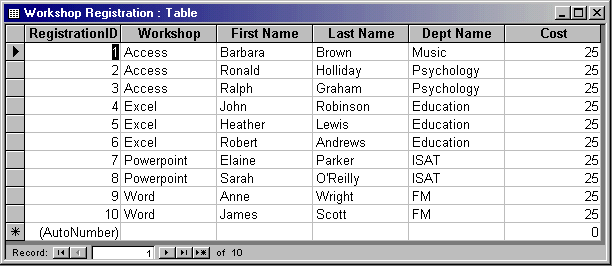 Workshop Registration : Table
RegistrationID Workshop First Name Last Name Dept Name Cost
1 Access Barbara Brown Music 25
2 Access Ronald Holliday Psychology 25
3 Access Ralph Graham Psychology 25
4 Excel John Robinson Education 25
5 Excel Heather Lewis Education 25
6 Excel Robert Andrews Education 25
7 Powerpoint Elaine Parker ISAT 25
8 Powerpoint Sarah O'Reilly ISAT 25
9 Word Anne Wright FM 25
10 Word James Scott FM 25
(AutoNumber) 0
Record: 1 of 10